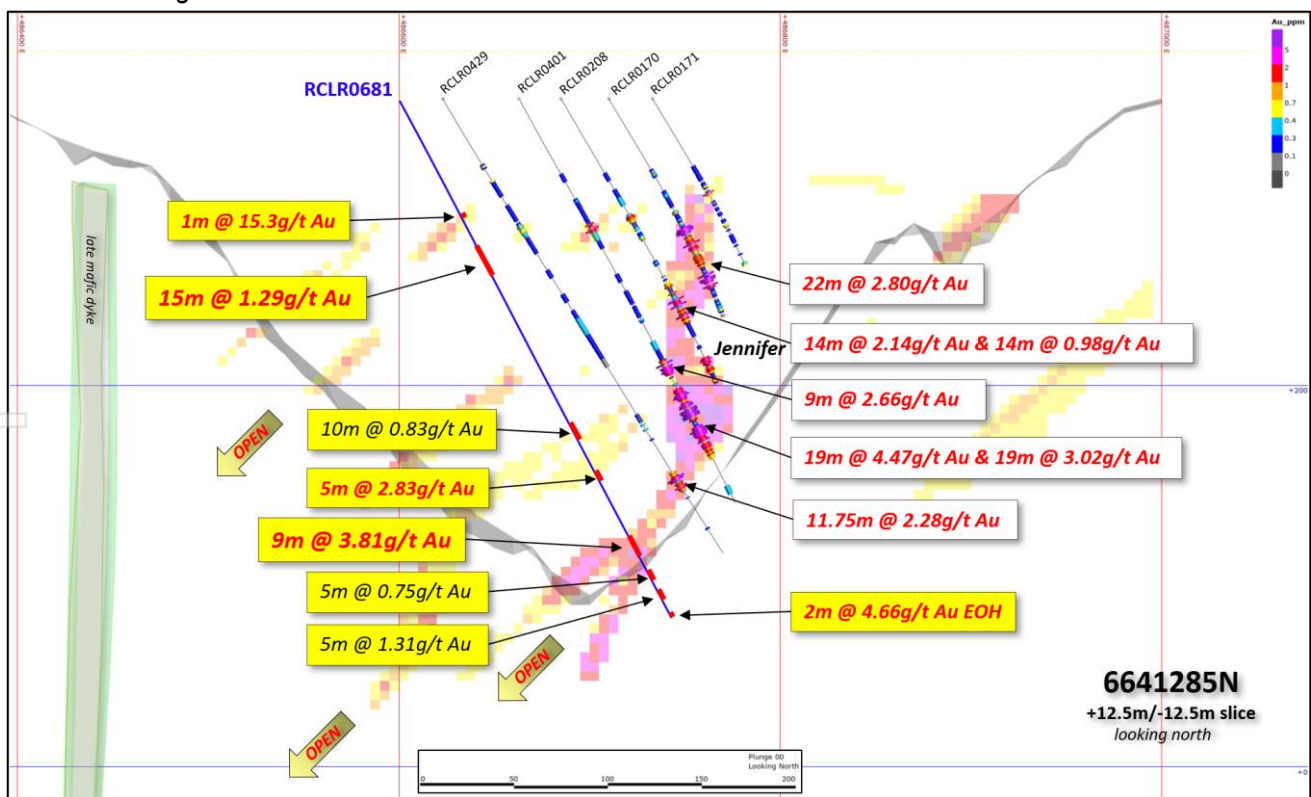 +486400 E
+486600 E
+486800 E
+487000 E
Au_ppm
5
2
1
0.7
0.4
0.3
0.1
0
RCLR0681
RCLR0429
RCLR0401
RCLR0208
RCLR0170
RCLR0171
late mafic dyke
1m @ 15.3g/t Au
15m @ 1.29g/t Au
22m @ 2.80g/t Au
Jennifer
14m @ 2.14g/t Au & 14m @ 0.98g/t Au
+200
9m @ 2.66g/t Au
OPEN
10m @ 0.83g/t Au
19m @ 4.47g/t Au & 19m @ 3.02g/t Au
5m @ 2.83g/t Au
11.75m @ 2.28g/t Au
9m @ 3.81g/t Au
5m @ 0.75g/t Au
2m @ 4.66g/t Au EOH
5m @ 1.31g/t Au
OPEN
OPEN
6641285N
+12.5m/-12.5m slice
looking north
Plunge 00
Looking North
0 50 100 150 200
+0